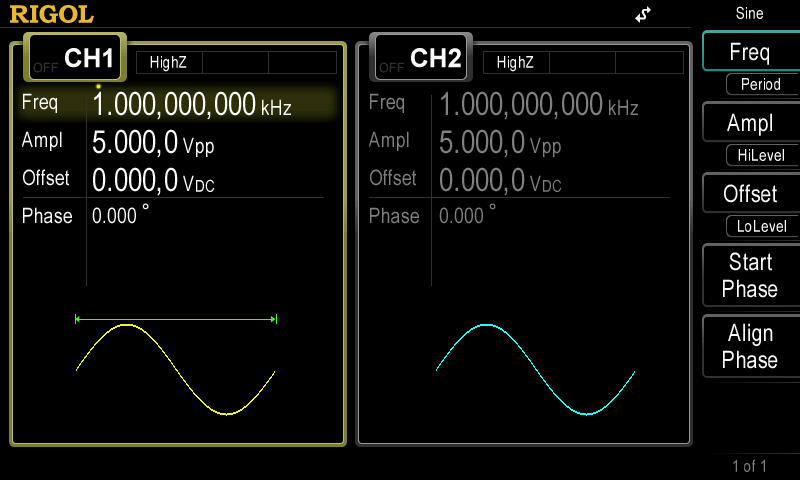 RIGOL
Sine
OFF CH1 HighZ
Freq 1.000,000,000 kHz
Ampl 5.000,0 Vpp
Offset 0.000,0 VDC
Phase 0.000 °
OFF CH2 HighZ
Freq 1.000,000,000 kHz
Ampl 5.000,0 Vpp
Offset 0.000,0 VDC
Phase 0.000 °
Freq
Period
Ampl
HiLevel
Offset
LoLevel
Start
Phase
Align
Phase
1 of 1